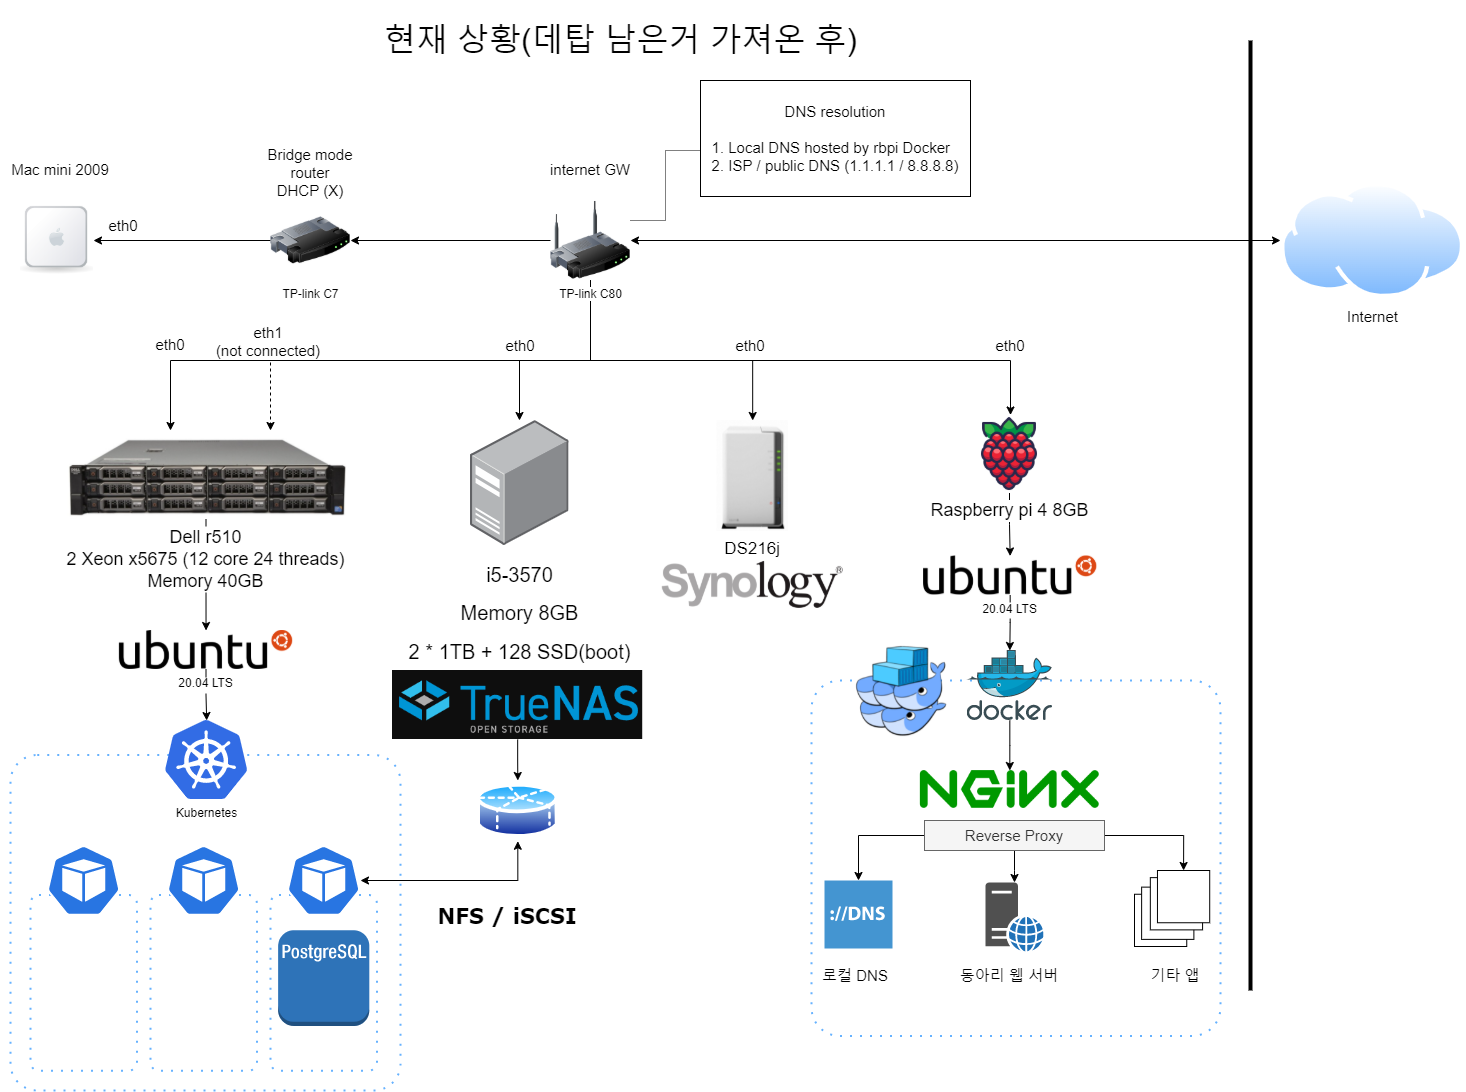 현재 상황(데탑 남은거 가져온 후)
DNS resolution
1. Local DNS hosted by rbpi Docker
2. ISP / public DNS (1.1.1.1 / 8.8.8.8)
Mac mini 2009
Bridge mode
router
DHCP (X)
internet GW
eth0
TP-link C7
TP-link C80
Internet
eth0
eth1
(not connected)
eth0
eth0
eth0
Dell r510
2 Xeon x5675 (12 core 24 threads)
Memory 40GB
ubuntu
20.04 LTS
Kubernetes
PostgreSQL
i5-3570
Memory 8GB
2 * 1TB + 128 SSD(boot)
TrueNAS
OPEN STORAGE
NFS / iSCSI
DS216j
Synology®
Raspberry pi 4 8GB
ubuntu
20.04 LTS
docker
NGINX
Reverse Proxy
://DNS
로컬 DNS
동아리 웹 서버
기타 앱